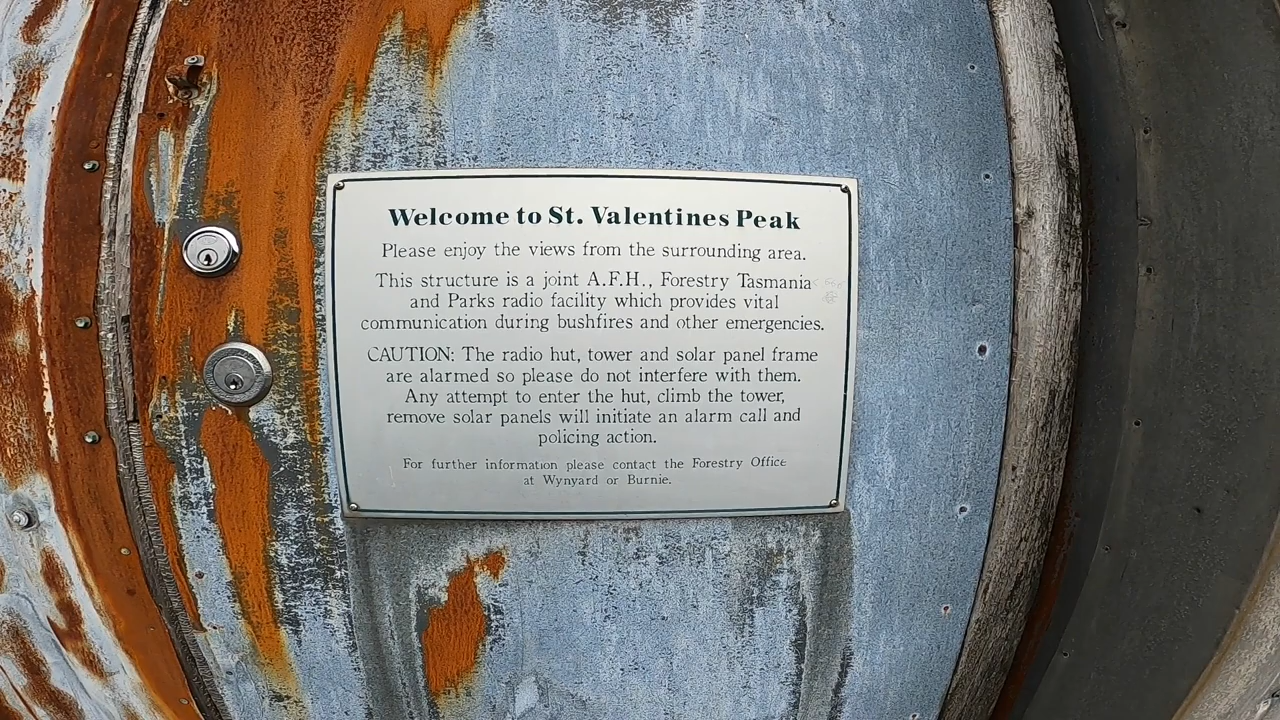 Welcome to St. Valentines Peak
Please enjoy the views from the surrounding area.
This structure is a joint A.F.H., Forestry Tasmania
and Parks radio facility which provides vital
communication during bushfires and other emergencies.
CAUTION: The radio hut, tower and solar panel frame
are alarmed so please do not interfere with them.
Any attempt to enter the hut, climb the tower,
remove solar panels will initiate an alarm call and
policing action.
For further information please contact the Forestry Office
at Wynyard or Burnie.